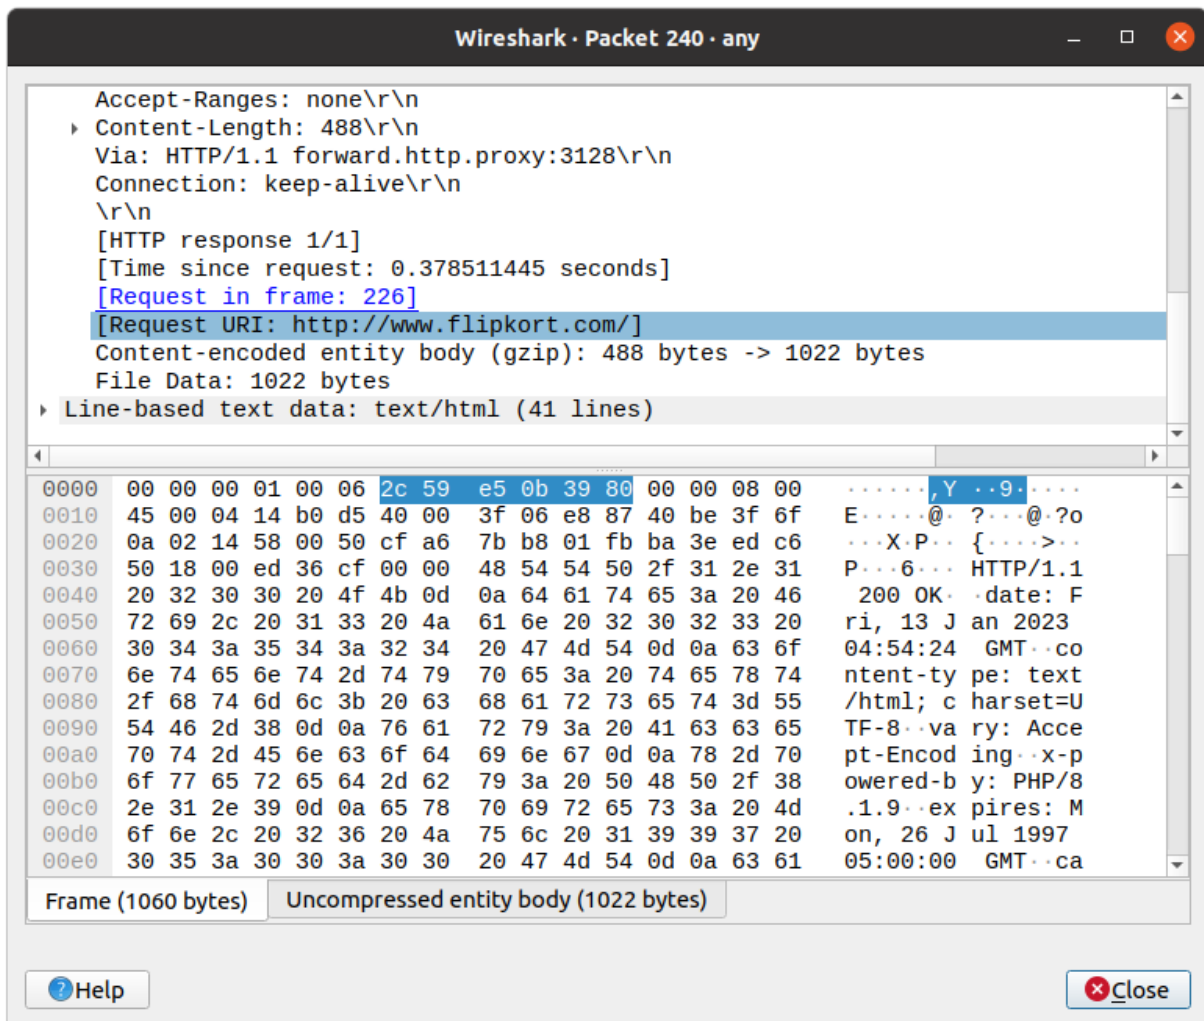 Wireshark · Packet 240 · any
Accept-Ranges: none\r\n
Content-Length: 488\r\n
Via: HTTP/1.1 forward.http.proxy:3128\r\n
Connection: keep-alive\r\n
\r\n
[HTTP response 1/1]
[Time since request: 0.378511445 seconds]
[Request in frame: 226]
[Request URI: http://www.flipkort.com/]
Content-encoded entity body (gzip): 488 bytes -> 1022 bytes
File Data: 1022 bytes
Line-based text data: text/html (41 lines)
0000 00 00 00 01 00 06 2c 59 e5 0b 39 80 00 00 08 00 ······,Y ··9·····
0010 45 00 04 14 b0 d5 40 00 3f 06 e8 87 40 be 3f 6f E·····@· ?···@·?o
0020 0a 02 14 58 00 50 cf a6 7b b8 01 fb ba 3e ed c6 ···X·P·· {····>··
0030 50 18 00 ed 36 cf 00 00 48 54 54 50 2f 31 2e 31 P···6··· HTTP/1.1
0040 20 32 30 30 20 4f 4b 0d 0a 64 61 74 65 3a 20 46 200 OK· ·date: F
0050 72 69 2c 20 31 33 20 4a 61 6e 20 32 30 32 33 20 ri, 13 J an 2023
0060 30 34 3a 35 34 3a 32 34 20 47 4d 54 0d 0a 63 6f 04:54:24 GMT··co
0070 6e 74 65 6e 74 2d 74 79 70 65 3a 20 74 65 78 74 ntent-ty pe: text
0080 2f 68 74 6d 6c 3b 20 63 68 61 72 73 65 74 3d 55 /html; c harset=U
0090 54 46 2d 38 0d 0a 76 61 72 79 3a 20 41 63 63 65 TF-8··va ry: Acce
00a0 70 74 2d 45 6e 63 6f 64 69 6e 67 0d 0a 78 2d 70 pt-Encod ing··x-p
00b0 6f 77 65 72 65 64 2d 62 79 3a 20 50 48 50 2f 38 owered-b y: PHP/8
00c0 2e 31 2e 39 0d 0a 65 78 70 69 72 65 73 3a 20 4d .1.9··ex pires: M
00d0 6f 6e 2c 20 32 36 20 4a 75 6c 20 31 39 39 37 20 on, 26 J ul 1997
00e0 30 35 3a 30 30 3a 30 30 20 47 4d 54 0d 0a 63 61 05:00:00 GMT··ca
Frame (1060 bytes) Uncompressed entity body (1022 bytes)
Help Close